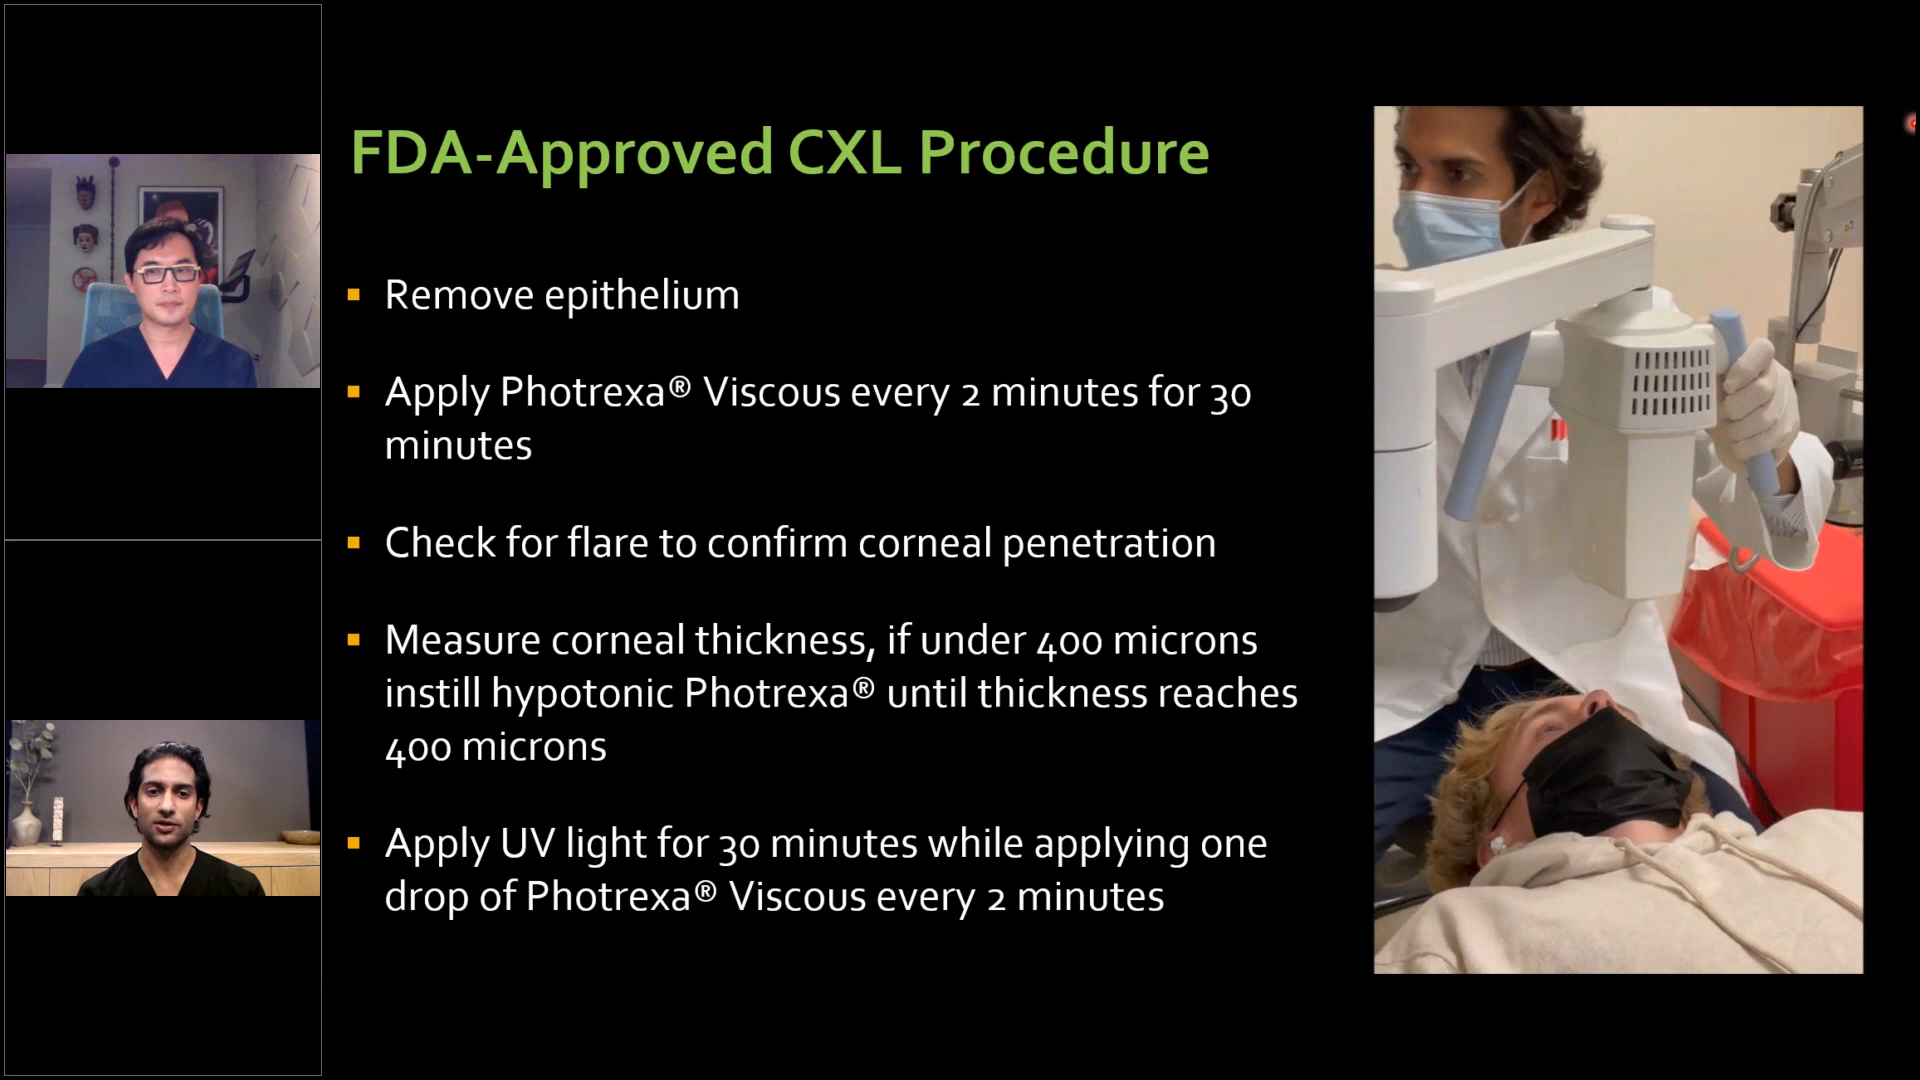 FDA-Approved CXL Procedure
Remove epithelium
Apply Photrexa® Viscous every 2 minutes for 30
minutes
Check for flare to confirm corneal penetration
Measure corneal thickness, if under 400 microns
instill hypotonic Photrexa® until thickness reaches
400 microns
Apply UV light for 30 minutes while applying one
drop of Photrexa® Viscous every 2 minutes